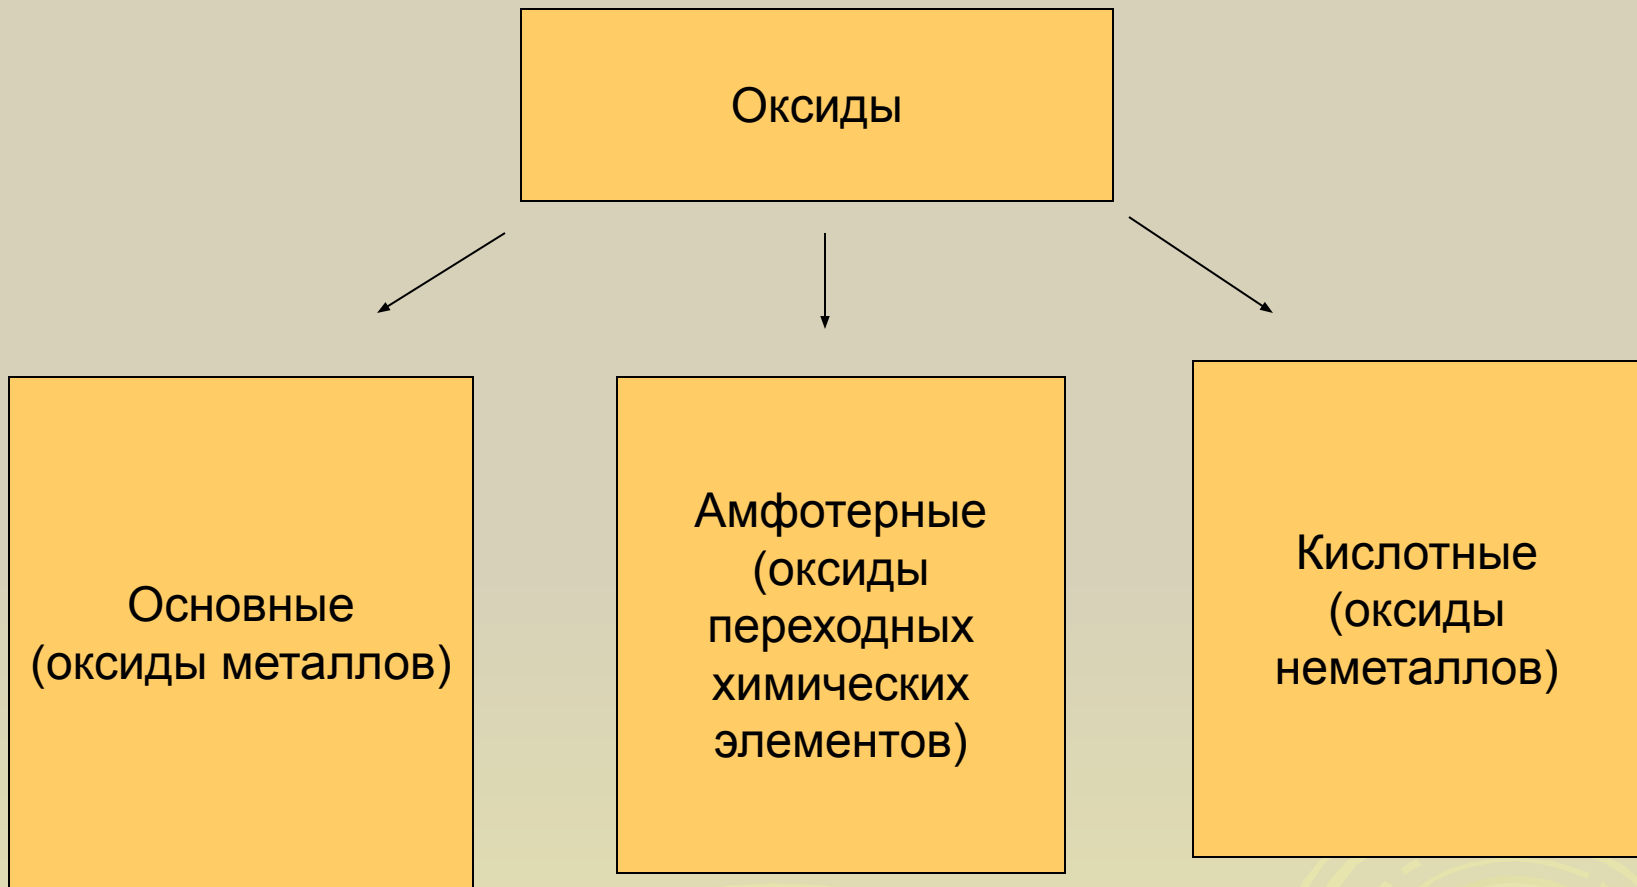 Оксиды
Основные
(оксиды металлов)
Амфотерные
(оксиды
переходных
химических
элементов)
Кислотные
(оксиды
неметаллов)